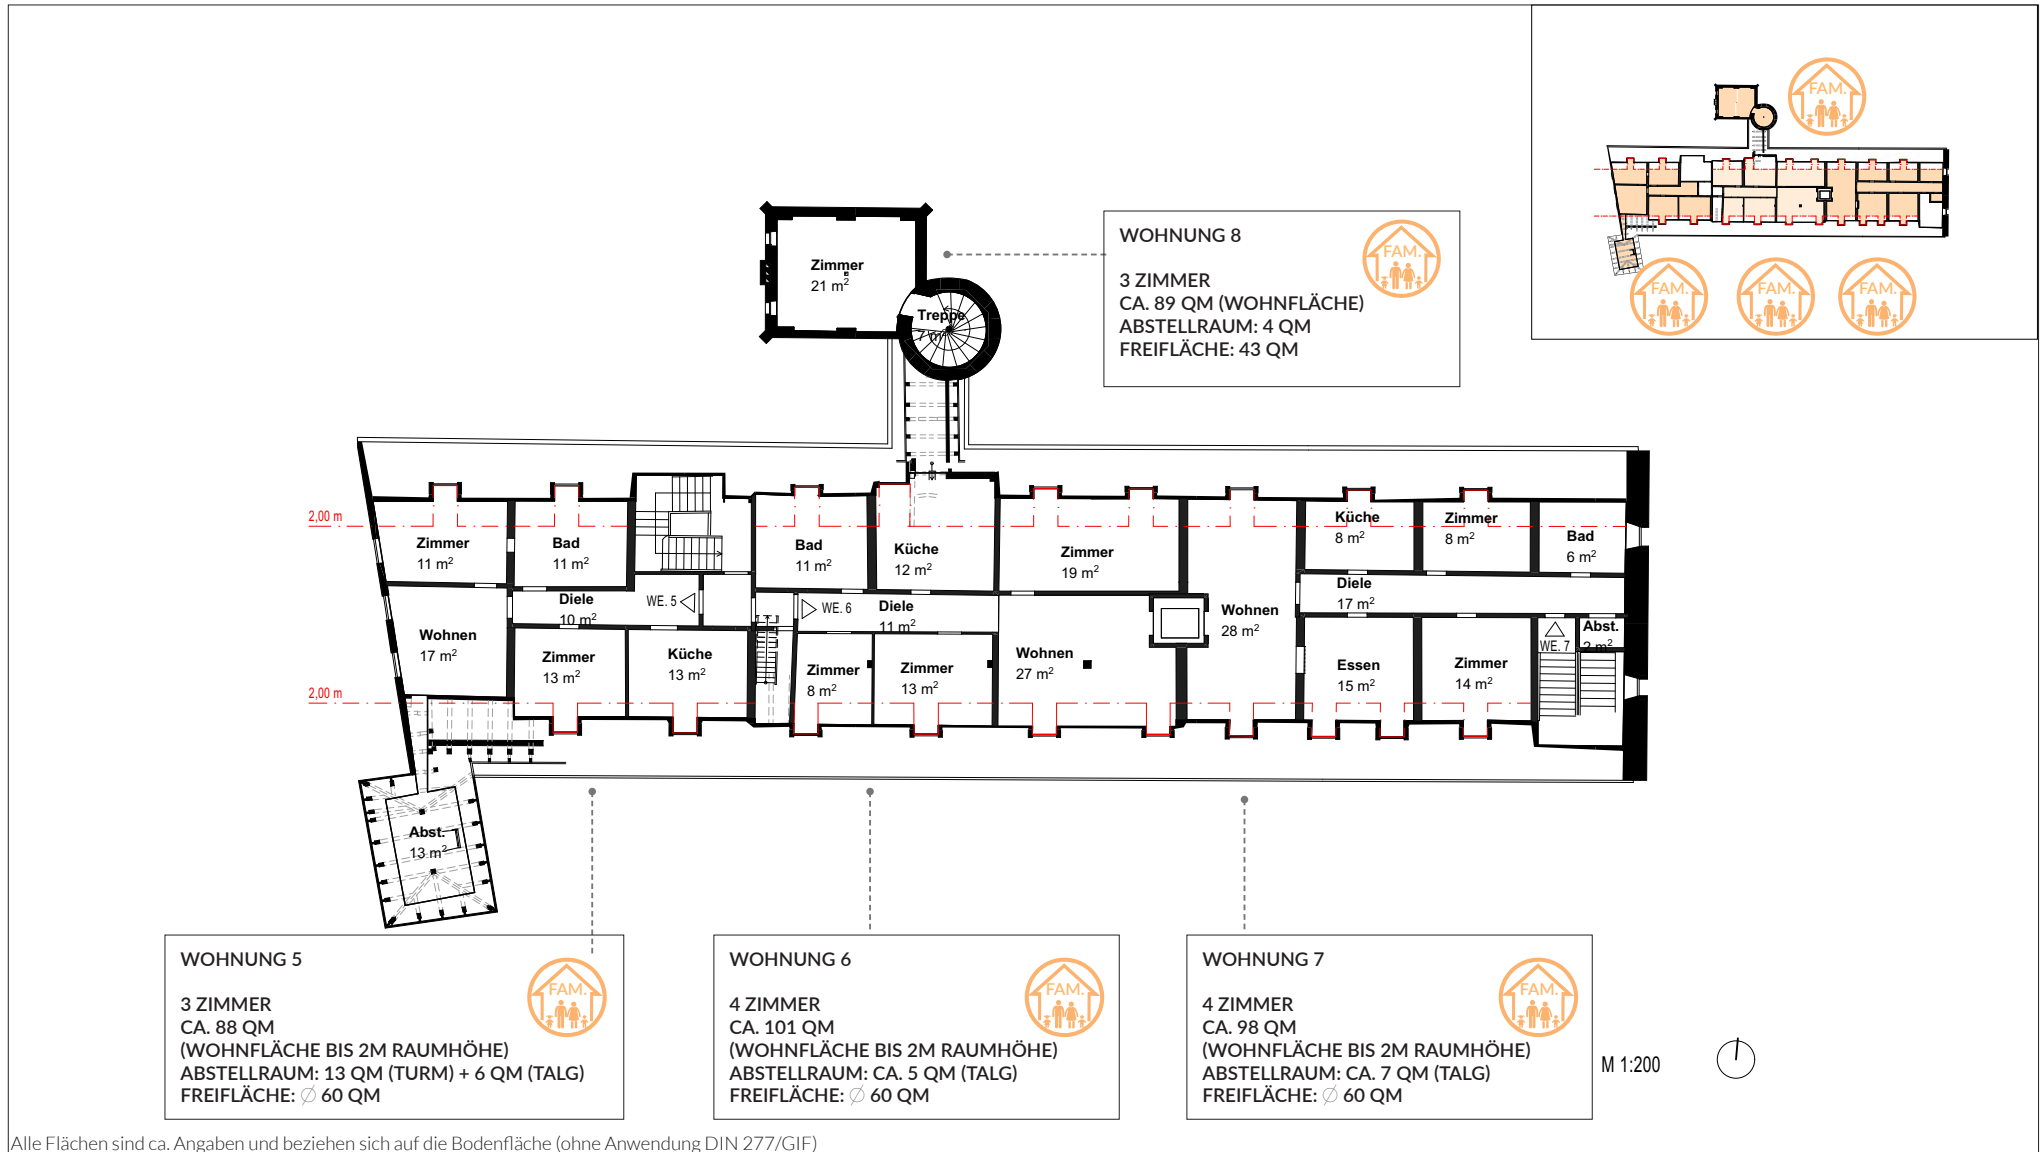 FAM.
FAM.
FAM.
FAM.
WOHNUNG 8
FAM.
3 ZIMMER
CA. 89 QM (WOHNFLÄCHE)
ABSTELLRAUM: 4 QM
FREIFLÄCHE: 43 QM
Zimmer
21 m²
Treppe
7 m²
2,00 m
Zimmer
11 m²
Bad
11 m²
Bad
11 m²
Küche
12 m²
Zimmer
19 m²
Küche
8 m²
Zimmer
8 m²
Bad
6 m²
Diele
10 m²
WE. 5
WE. 6
Diele
11 m²
Wohnen
28 m²
Diele
17 m²
Wohnen
17 m²
Zimmer
13 m²
Küche
13 m²
Zimmer
8 m²
Zimmer
13 m²
Wohnen
27 m²
Essen
15 m²
Zimmer
14 m²
WE. 7
Abst.
2 m²
2,00 m
Abst.
13 m²
WOHNUNG 5
FAM.
3 ZIMMER
CA. 88 QM
(WOHNFLÄCHE BIS 2M RAUMHÖHE)
ABSTELLRAUM: 13 QM (TURM) + 6 QM (TALG)
FREIFLÄCHE: ∅ 60 QM
WOHNUNG 6
FAM.
4 ZIMMER
CA. 101 QM
(WOHNFLÄCHE BIS 2M RAUMHÖHE)
ABSTELLRAUM: CA. 5 QM (TALG)
FREIFLÄCHE: ∅ 60 QM
WOHNUNG 7
FAM.
4 ZIMMER
CA. 98 QM
(WOHNFLÄCHE BIS 2M RAUMHÖHE)
ABSTELLRAUM: CA. 7 QM (TALG)
FREIFLÄCHE: ∅ 60 QM
M 1:200
Alle Flächen sind ca. Angaben und beziehen sich auf die Bodenfläche (ohne Anwendung DIN 277/GIF)